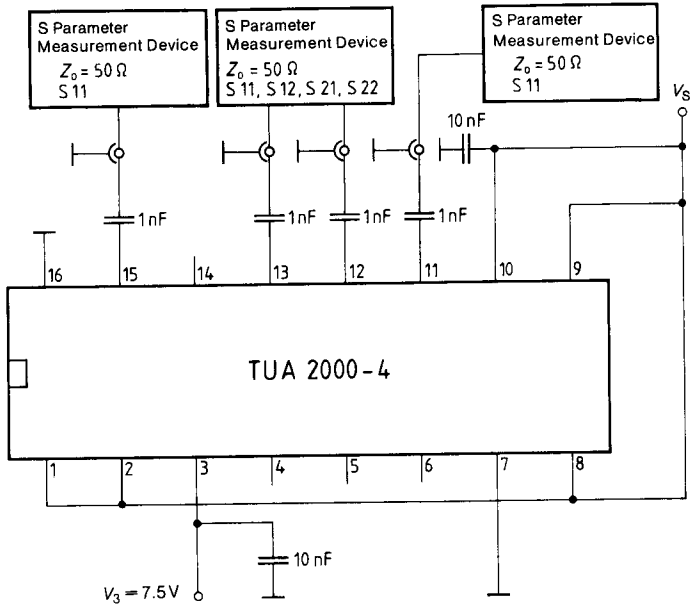 S Parameter
Measurement Device
Z₀ = 50 Ω
S 11
S Parameter
Measurement Device
Z₀ = 50 Ω
S 11, S 12, S 21, S 22
S Parameter
Measurement Device
Z₀ = 50 Ω
S 11
V_S
10 nF
1 nF
1 nF
1 nF
1 nF
16
15
14
13
12
11
10
9
TUA 2000-4
1
2
3
4
5
6
7
8
10 nF
V₃ = 7.5 V